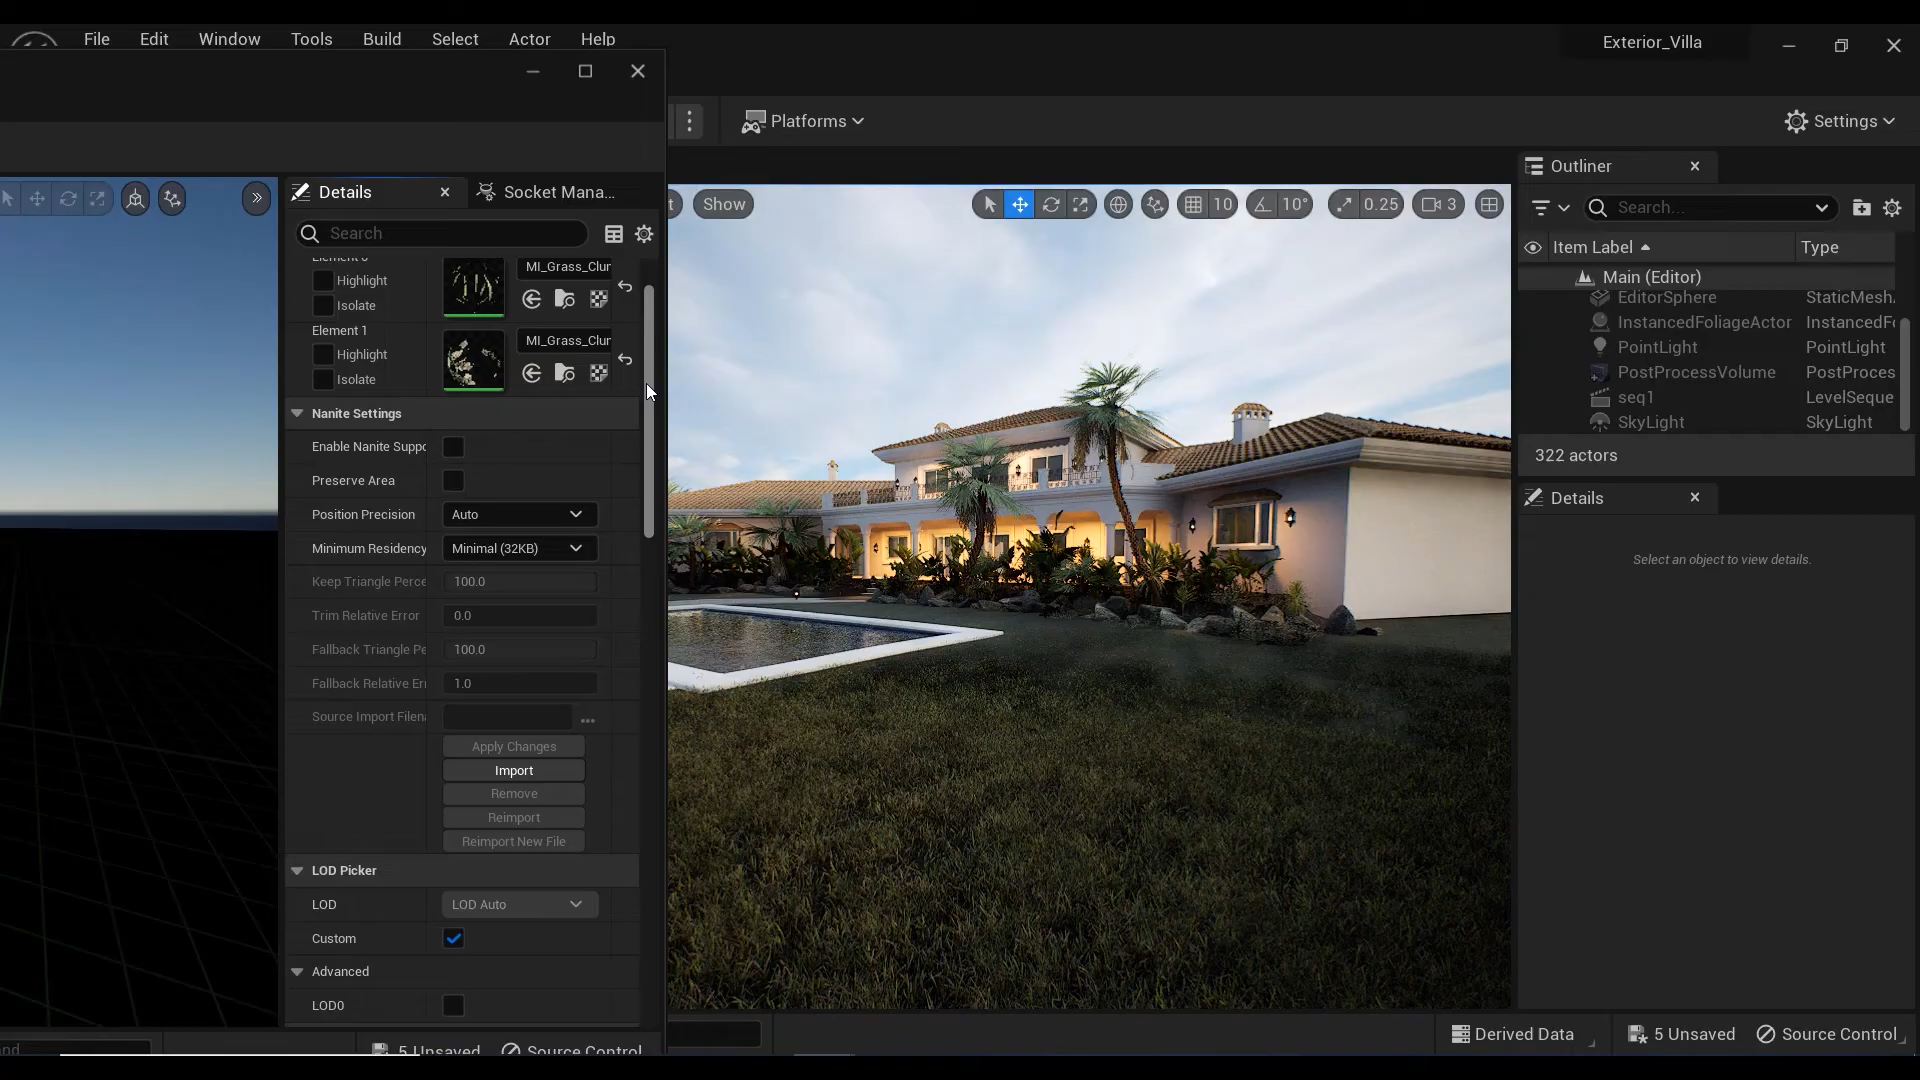 File Edit Window Tools Build Select Actor Help
Exterior_Villa
Platforms
Settings
Details
Socket Mana...
Search
Highlight
Isolate
MI_Grass_Clur
Element 1
Highlight
Isolate
MI_Grass_Clur
Nanite Settings
Enable Nanite Suppo
Preserve Area
Position Precision Auto
Minimum Residency Minimal (32KB)
Keep Triangle Perce 100.0
Trim Relative Error 0.0
Fallback Triangle Pe 100.0
Fallback Relative Err 1.0
Source Import Filen
Apply Changes
Import
Remove
Reimport
Reimport New File
LOD Picker
LOD LOD Auto
Custom
Advanced
LOD0
5 Unsaved Source Control
t Show
10 10° 0.25 3
Outliner
Search...
Item Label Type
Main (Editor)
EditorSphere StaticMesh
InstancedFoliageActor InstancedFo
PointLight PointLight
PostProcessVolume PostProces
seq1 LevelSeque
SkyLight SkyLight
322 actors
Details
Select an object to view details.
Derived Data 5 Unsaved Source Control